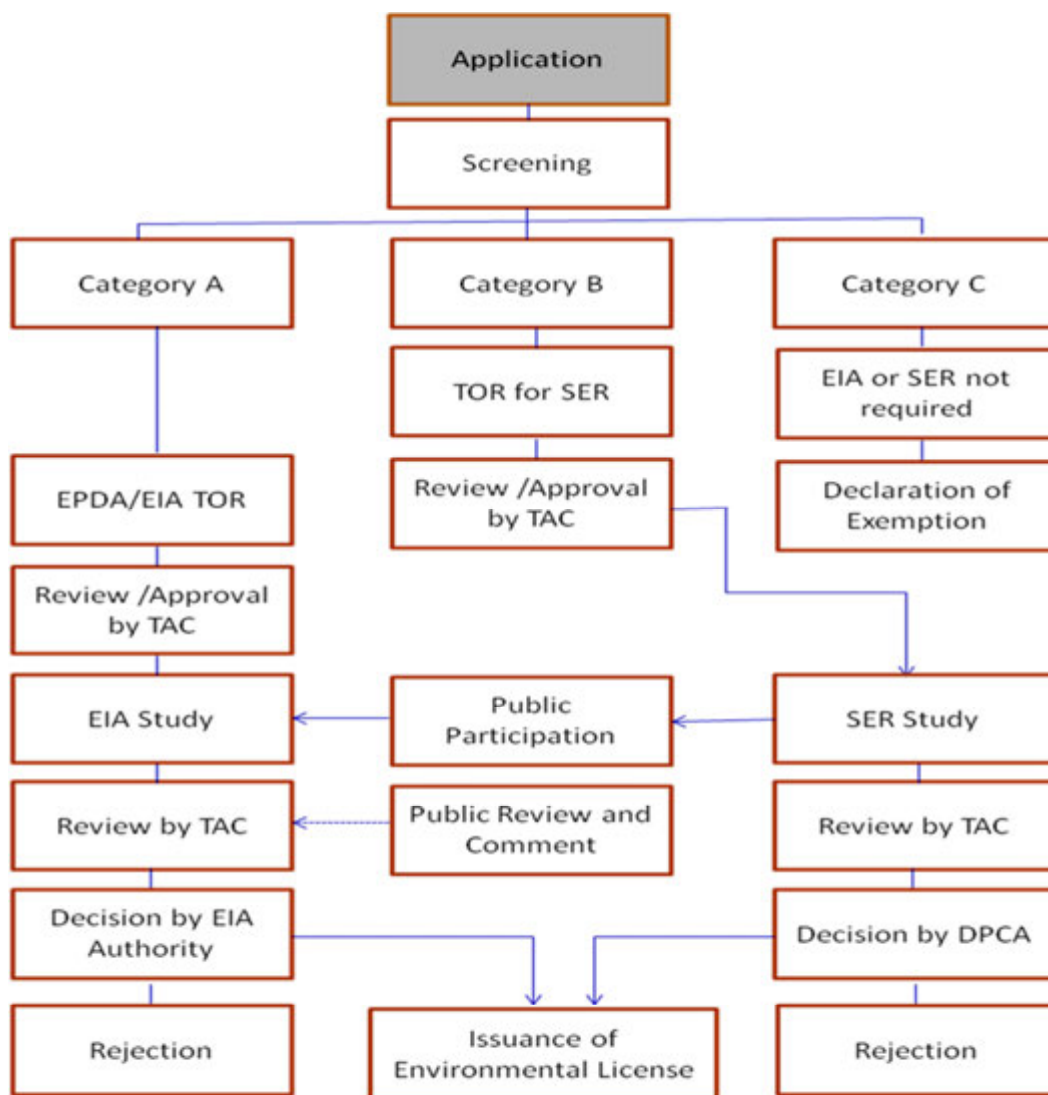 Application
Screening
Category A
Category B
Category C
TOR for SER
EIA or SER not
required
EPDA/EIA TOR
Review /Approval
by TAC
Declaration of
Exemption
Review /Approval
by TAC
EIA Study
Public
Participation
SER Study
Review by TAC
Public Review and
Comment
Review by TAC
Decision by EIA
Authority
Decision by DPCA
Rejection
Issuance of
Environmental License
Rejection